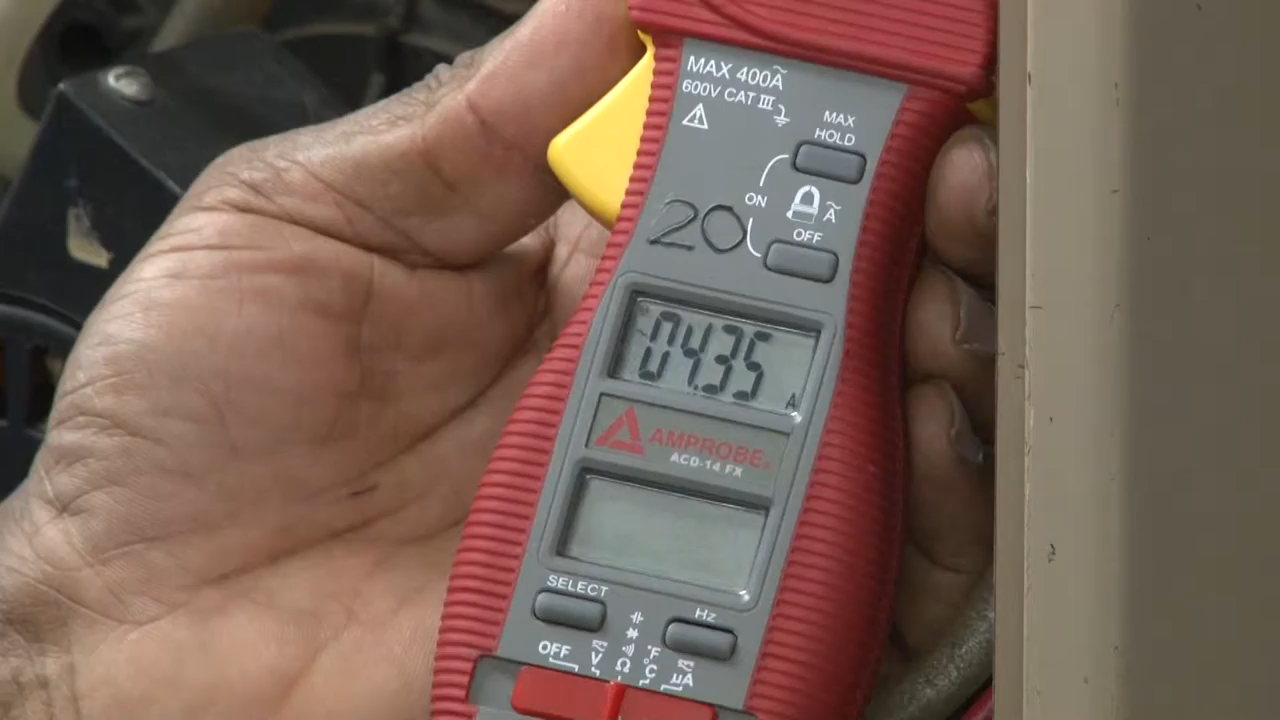 MAX 400Ã
600V CAT III
MAX
HOLD
ON
Ã
20
OFF
04.35
A
AMPROBE®
ACD-14 FX
SELECT
Hz
OFF
V
Ω
°F
°C
μA